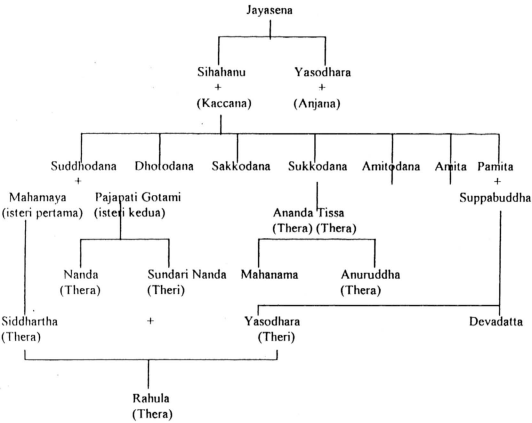 Jayasena
Sihahanu Yasodhara
+ +
(Kaccana) (Anjana)
Suddhodana Dhotodana Sakkodana Sukkodana Amitodana Amita Pamita
+ +
Mahamaya Pajapati Gotami Suppabuddha
(isteri pertama) (isteri kedua) Ananda Tissa
(Thera) (Thera)
Nanda Sundari Nanda Mahanama Anuruddha
(Thera) (Theri) (Thera)
Siddhartha + Yasodhara Devadatta
(Thera) (Theri)
Rahula
(Thera)